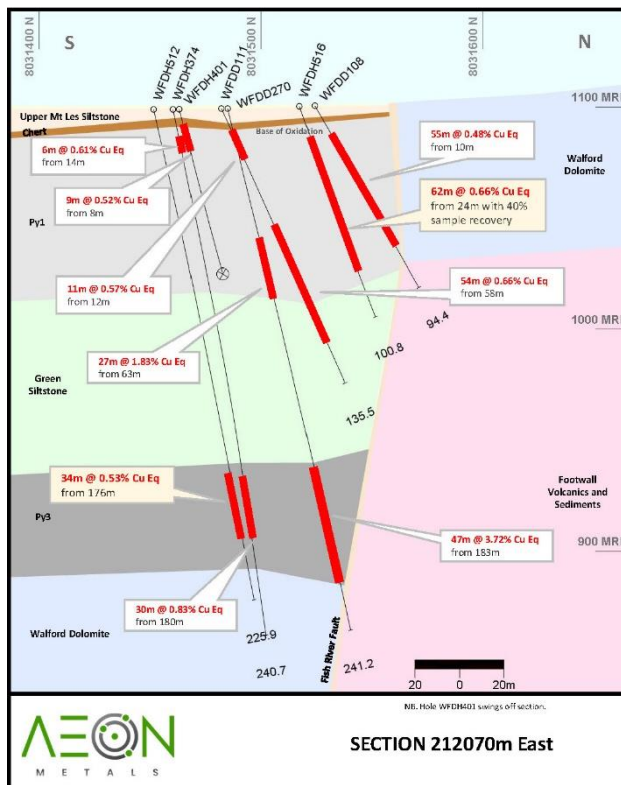 8031400 N
8031500 N
8031600 N
S
N
WFDH512
WFDH374
WFDH401
WFDD111
WFDD270
WFDH516
WFDD108
1100 MRL
Upper Mt Les Siltstone
Chert
Base of Oxidation
6m @ 0.61% Cu Eq
from 14m
55m @ 0.48% Cu Eq
from 10m
Walford
Dolomite
9m @ 0.52% Cu Eq
from 8m
62m @ 0.66% Cu Eq
from 24m with 40%
sample recovery
Py1
11m @ 0.57% Cu Eq
from 12m
54m @ 0.66% Cu Eq
from 58m
94.4
1000 MRL
100.8
27m @ 1.83% Cu Eq
from 63m
Green
Siltstone
135.5
34m @ 0.53% Cu Eq
from 176m
Footwall
Volcanics and
Sediments
Py3
47m @ 3.72% Cu Eq
from 183m
900 MRL
30m @ 0.83% Cu Eq
from 180m
Walford Dolomite
225.9
240.7
Fish River Fault
241.2
20 0 20m
NB. Hole WFDH401 swings off section.
AEON
METALS
SECTION 212070m East